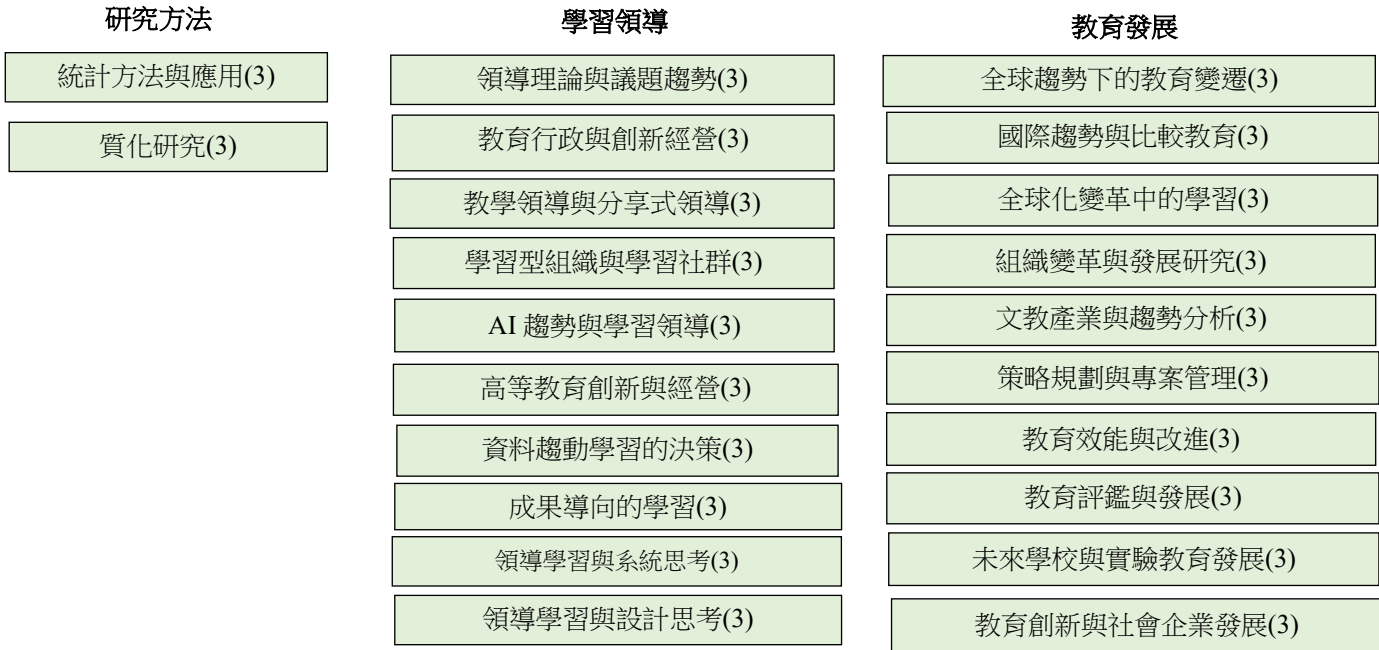 研究方法
統計方法與應用(3)
質化研究(3)
學習領導
領導理論與議題趨勢(3)
教育行政與創新經營(3)
教學領導與分享式領導(3)
學習型組織與學習社群(3)
AI 趨勢與學習領導(3)
高等教育創新與經營(3)
資料趨動學習的決策(3)
成果導向的學習(3)
領導學習與系統思考(3)
領導學習與設計思考(3)
教育發展
全球趨勢下的教育變遷(3)
國際趨勢與比較教育(3)
全球化變革中的學習(3)
組織變革與發展研究(3)
文教產業與趨勢分析(3)
策略規劃與專案管理(3)
教育效能與改進(3)
教育評鑑與發展(3)
未來學校與實驗教育發展(3)
教育創新與社會企業發展(3)